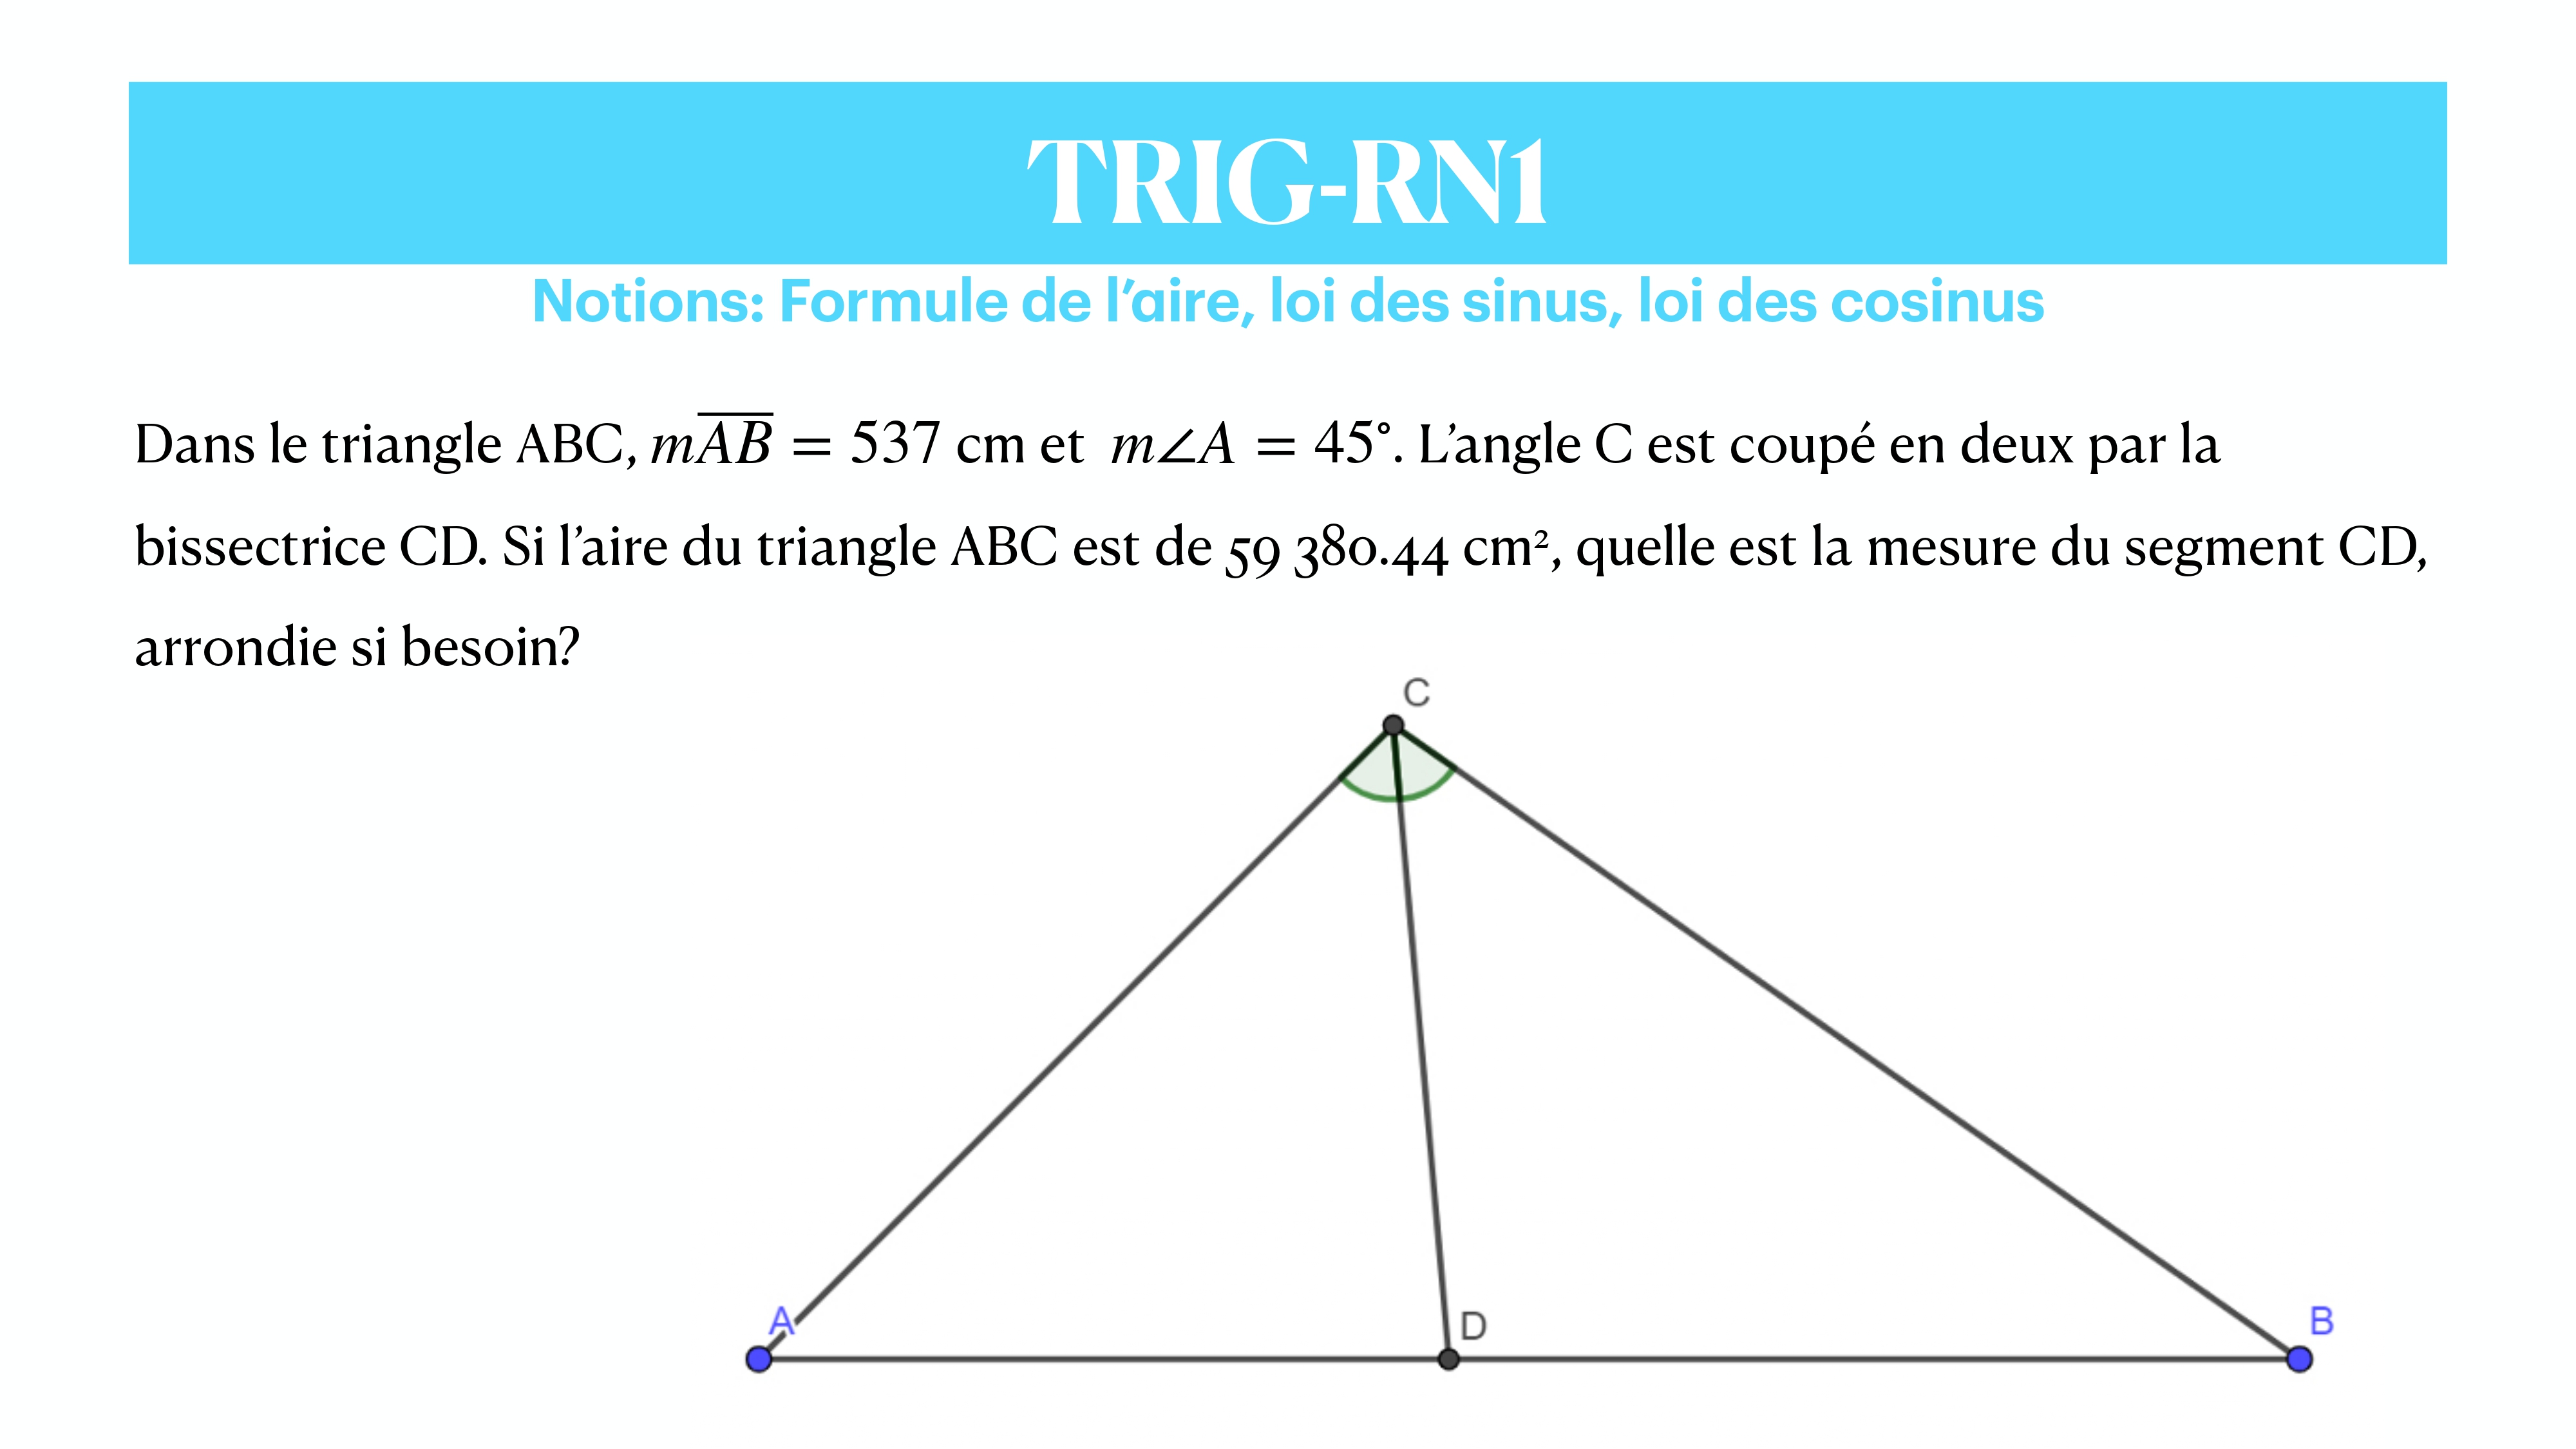 TRIG-RN1
Notions: Formule de l’aire, loi des sinus, loi des cosinus
Dans le triangle ABC, $m\overline{AB} = 537$ cm et $m\angle A = 45°$. L’angle C est coupé en deux par la
bissectrice CD. Si l’aire du triangle ABC est de 59 380.44 cm², quelle est la mesure du segment CD,
arrondie si besoin?
C
A
D
B